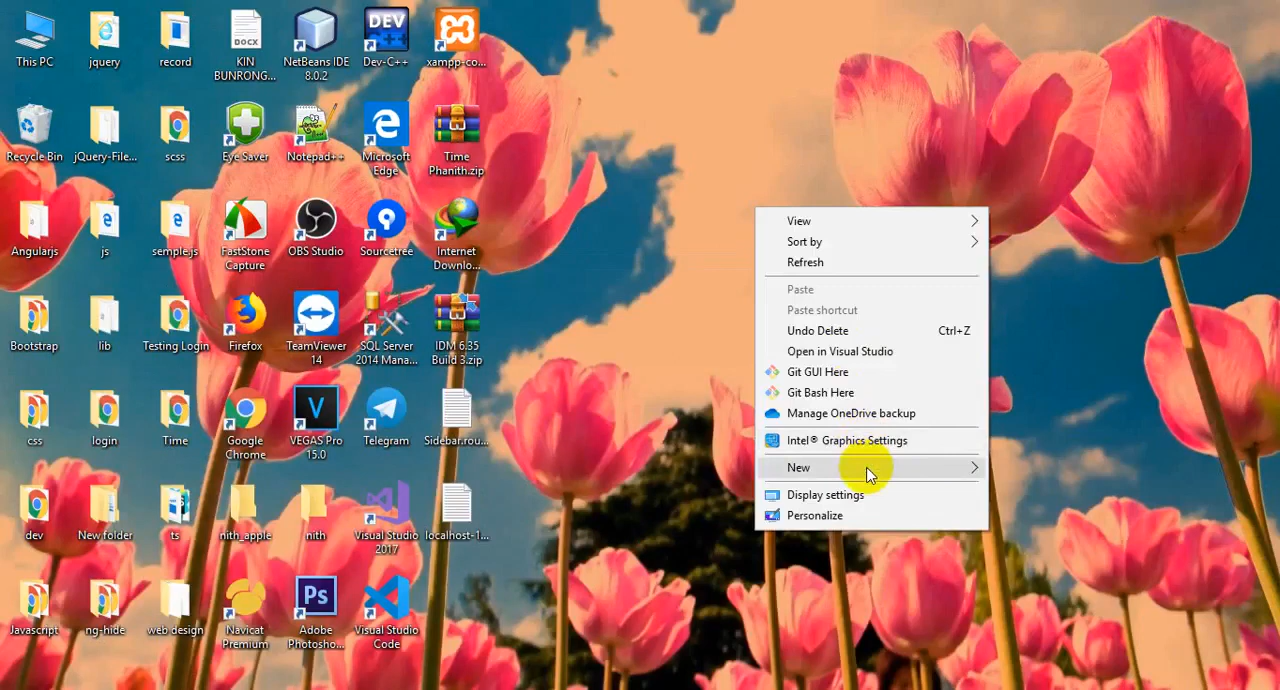 This PC
jquery
record
KIN
BUNRONG...
NetBeans IDE
8.0.2
DEV
Dev-C++
xampp-co...
DOCX
Recycle Bin
jQuery-File...
scss
Eye Saver
Notepad++
Microsoft
Edge
Time
Phanith.zip
Angularjs
js
semple.js
FastStone
Capture
OBS Studio
Sourcetree
Internet
Downlo...
Bootstrap
lib
Testing Login
Firefox
TeamViewer
14
SQL Server
2014 Mana...
IDM 6.35
Build 3.zip
css
login
Time
Google
Chrome
V
VEGAS Pro
15.0
Telegram
Sidebar.rou...
dev
New folder
ts
nith_apple
nith
Visual Studio
2017
localhost-1...
Javascript
ng-hide
web design
Navicat
Premium
Ps
Adobe
Photosho...
Visual Studio
Code
View
Sort by
Refresh
Paste
Paste shortcut
Undo Delete Ctrl+Z
Open in Visual Studio
Git GUI Here
Git Bash Here
Manage OneDrive backup
Intel® Graphics Settings
New
Display settings
Personalize